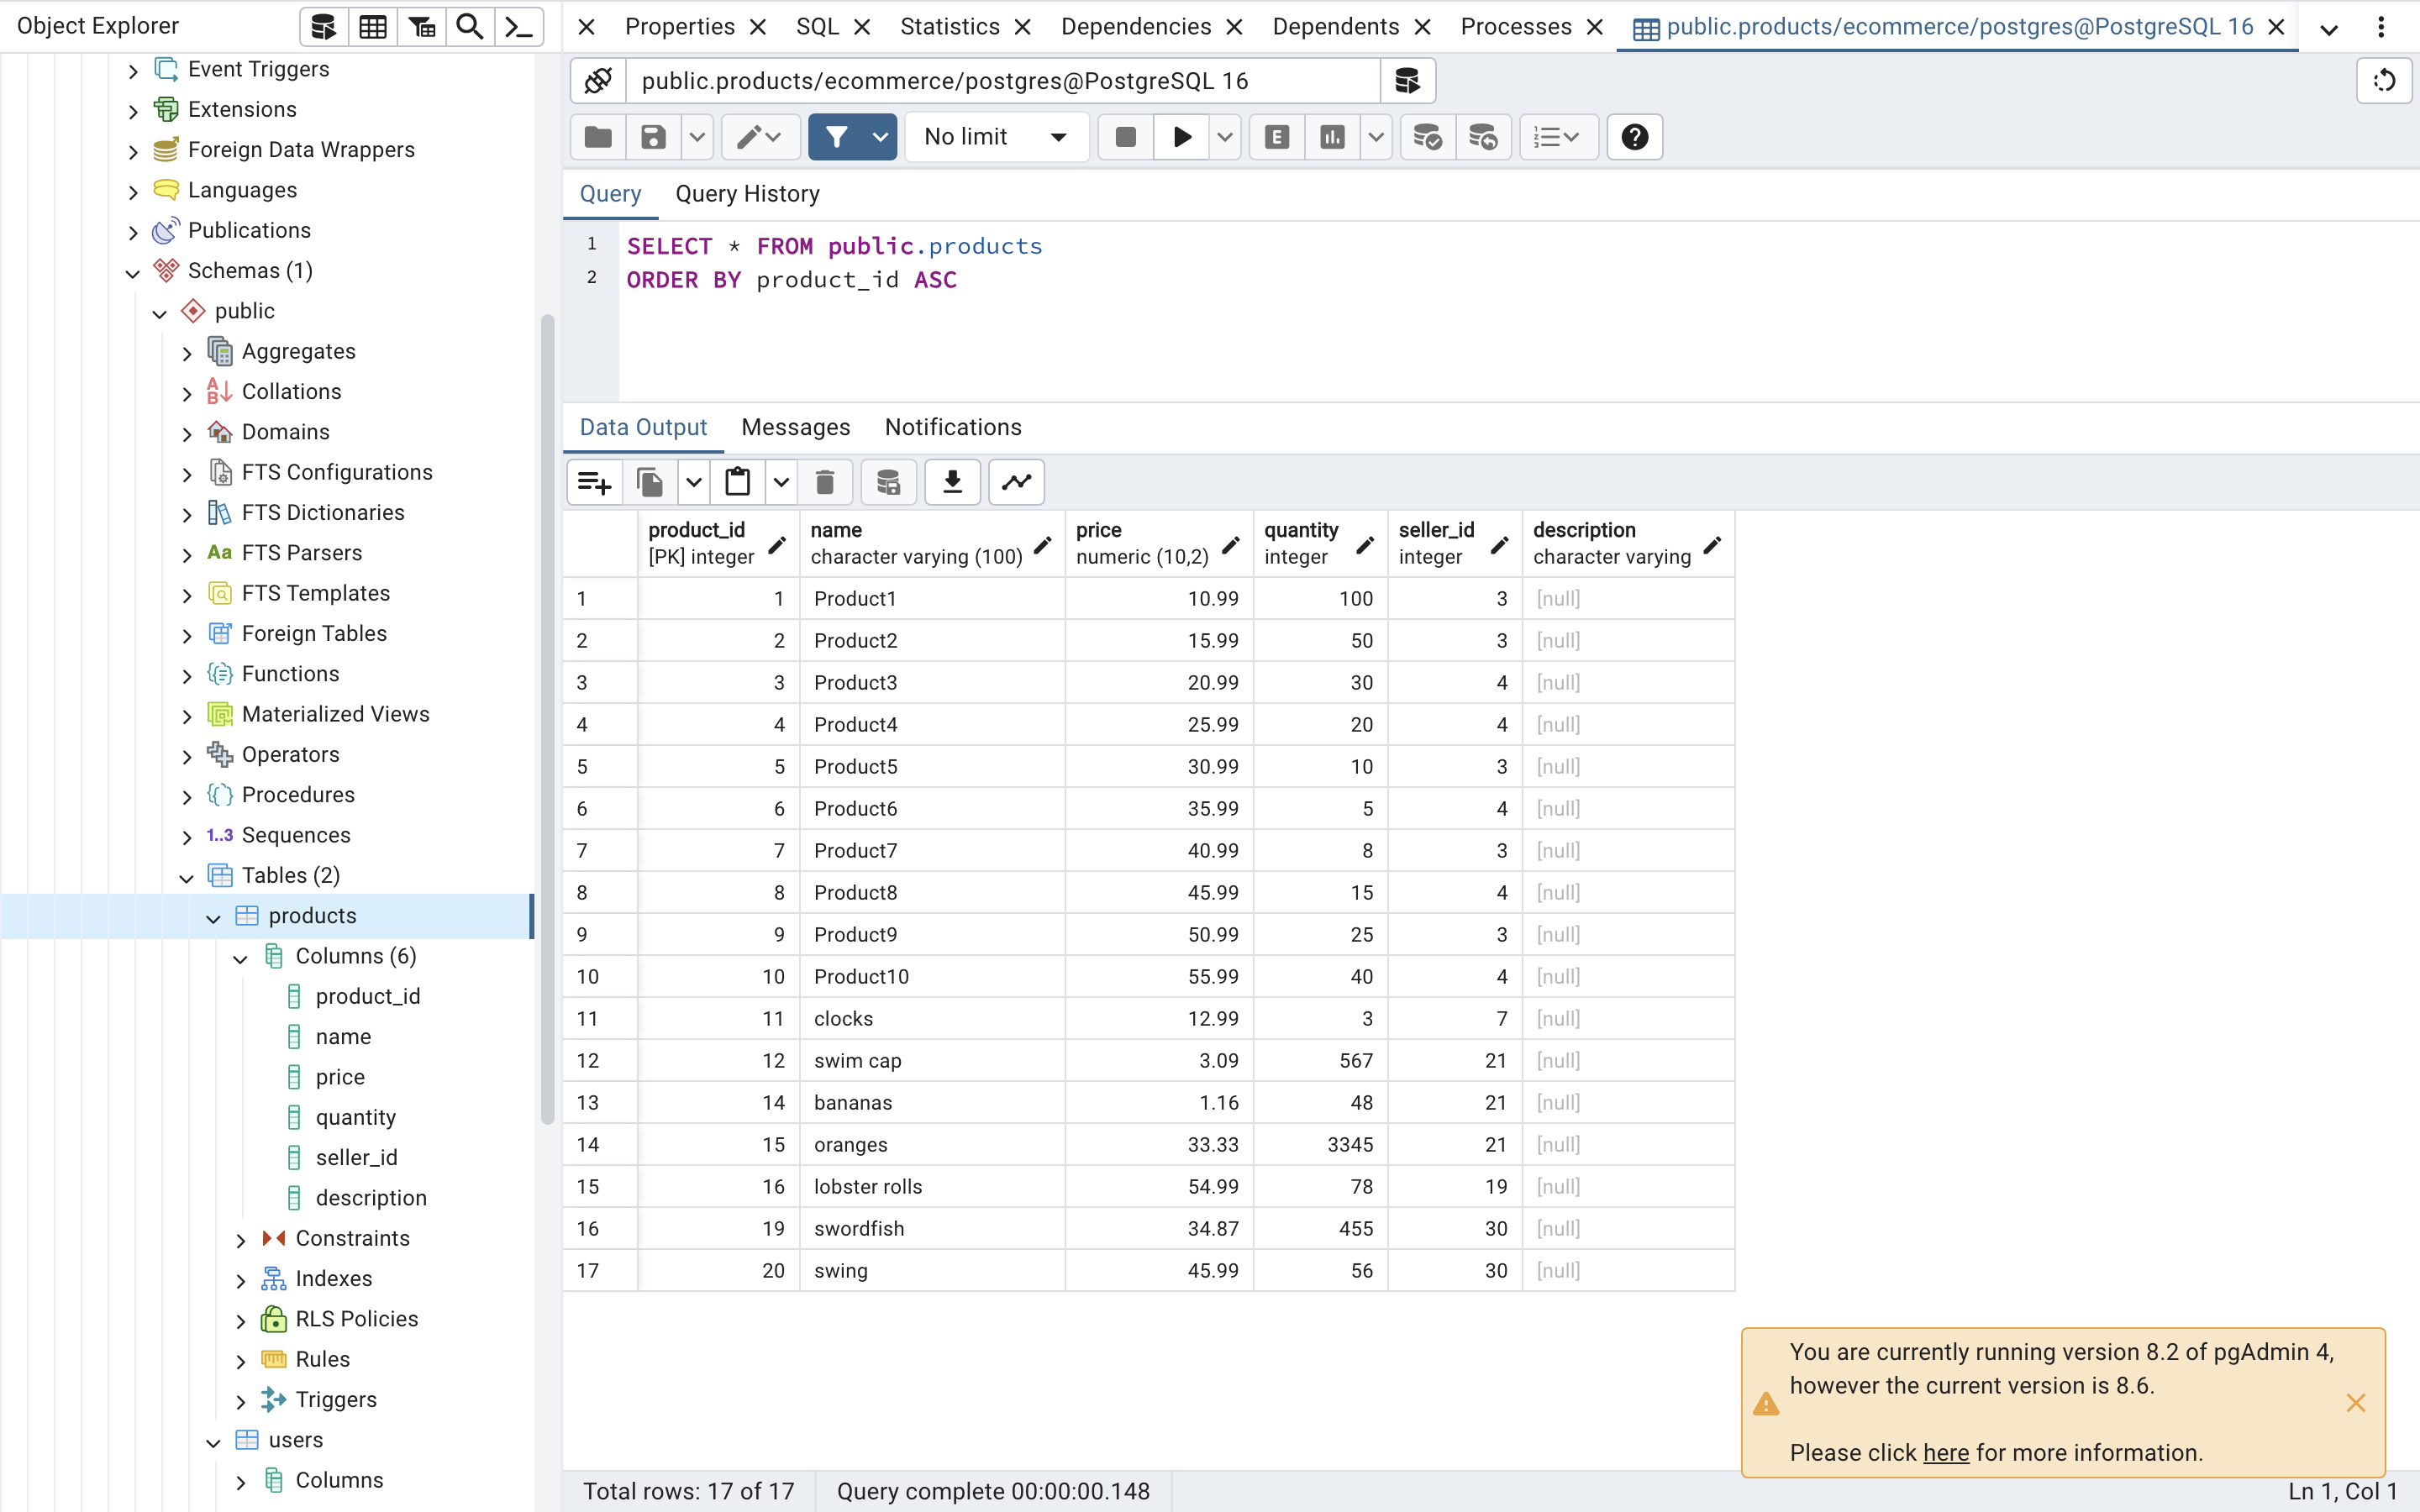 Object Explorer
Properties
SQL
Statistics
Dependencies
Dependents
Processes
public.products/ecommerce/postgres@PostgreSQL 16
Event Triggers
Extensions
Foreign Data Wrappers
Languages
Publications
Schemas (1)
public
Aggregates
Collations
Domains
FTS Configurations
FTS Dictionaries
Aa FTS Parsers
FTS Templates
Foreign Tables
Functions
Materialized Views
Operators
Procedures
1..3 Sequences
Tables (2)
products
Columns (6)
product_id
name
price
quantity
seller_id
description
Constraints
Indexes
RLS Policies
Rules
Triggers
users
Columns
public.products/ecommerce/postgres@PostgreSQL 16
No limit
E
Query
Query History
1 SELECT * FROM public.products
2 ORDER BY product_id ASC
Data Output
Messages
Notifications
product_id name price quantity seller_id description
[PK] integer character varying (100) numeric (10,2) integer integer character varying
1 1 Product1 10.99 100 3 [null]
2 2 Product2 15.99 50 3 [null]
3 3 Product3 20.99 30 4 [null]
4 4 Product4 25.99 20 4 [null]
5 5 Product5 30.99 10 3 [null]
6 6 Product6 35.99 5 4 [null]
7 7 Product7 40.99 8 3 [null]
8 8 Product8 45.99 15 4 [null]
9 9 Product9 50.99 25 3 [null]
10 10 Product10 55.99 40 4 [null]
11 11 clocks 12.99 3 7 [null]
12 12 swim cap 3.09 567 21 [null]
13 14 bananas 1.16 48 21 [null]
14 15 oranges 33.33 3345 21 [null]
15 16 lobster rolls 54.99 78 19 [null]
16 19 swordfish 34.87 455 30 [null]
17 20 swing 45.99 56 30 [null]
You are currently running version 8.2 of pgAdmin 4,
however the current version is 8.6.
Please click here for more information.
Total rows: 17 of 17
Query complete 00:00:00.148
Ln 1, Col 1